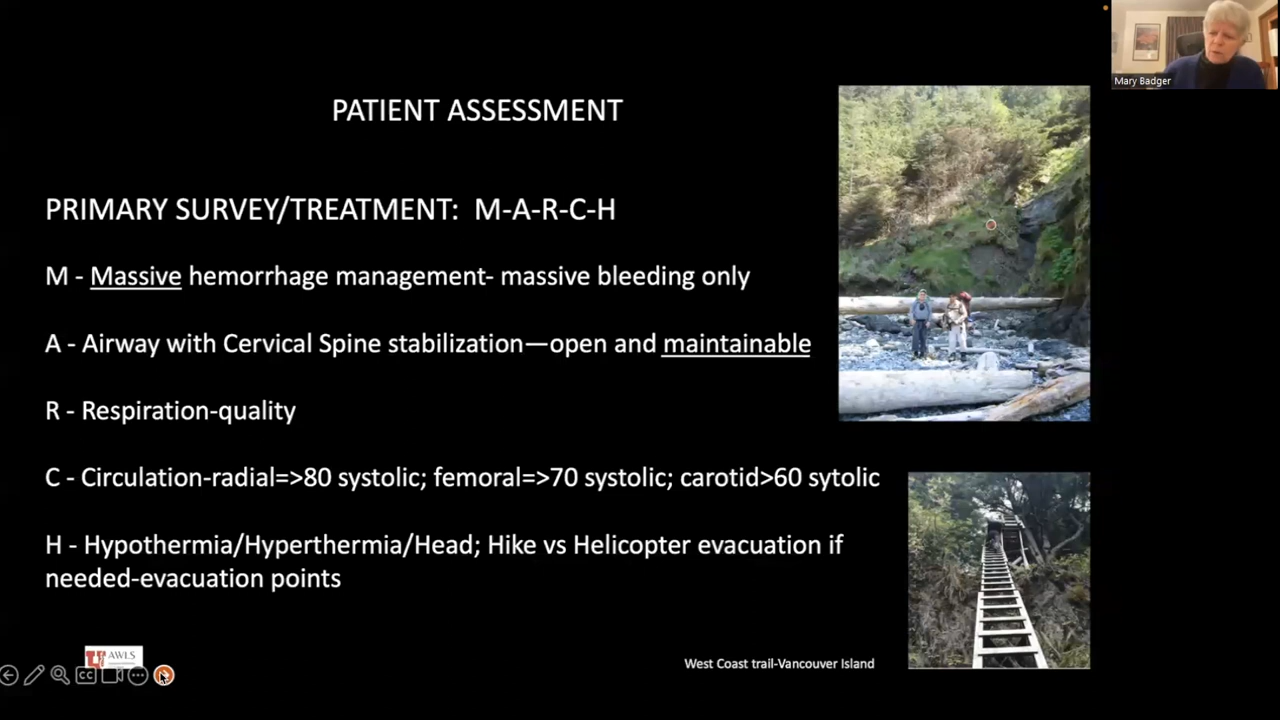 Mary Badger
PATIENT ASSESSMENT
PRIMARY SURVEY/TREATMENT: M-A-R-C-H
M - Massive hemorrhage management- massive bleeding only
A - Airway with Cervical Spine stabilization—open and maintainable
R - Respiration-quality
C - Circulation-radial=>80 systolic; femoral=>70 systolic; carotid>60 sytolic
H - Hypothermia/Hyperthermia/Head; Hike vs Helicopter evacuation if
needed-evacuation points
AWLS
CC
West Coast trail-Vancouver Island